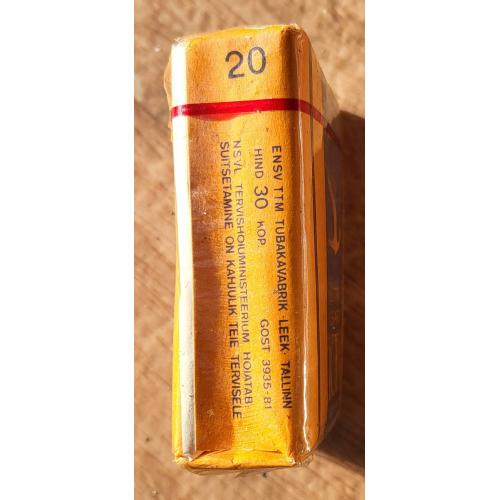 20
ENSV TTM TUBAKAVABRIK ·LEEK· TALLINN
HIND 30 KOP. GOST 3935-81
NSVL TERVISHOIUMINISTEERIUM HOIATAB:
SUITSETAMINE ON KAHJULIK TEIE TERVISELE